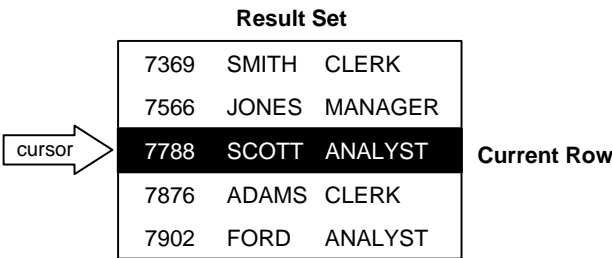 Result Set
7369 SMITH CLERK
7566 JONES MANAGER
cursor 7788 SCOTT ANALYST Current Row
7876 ADAMS CLERK
7902 FORD ANALYST